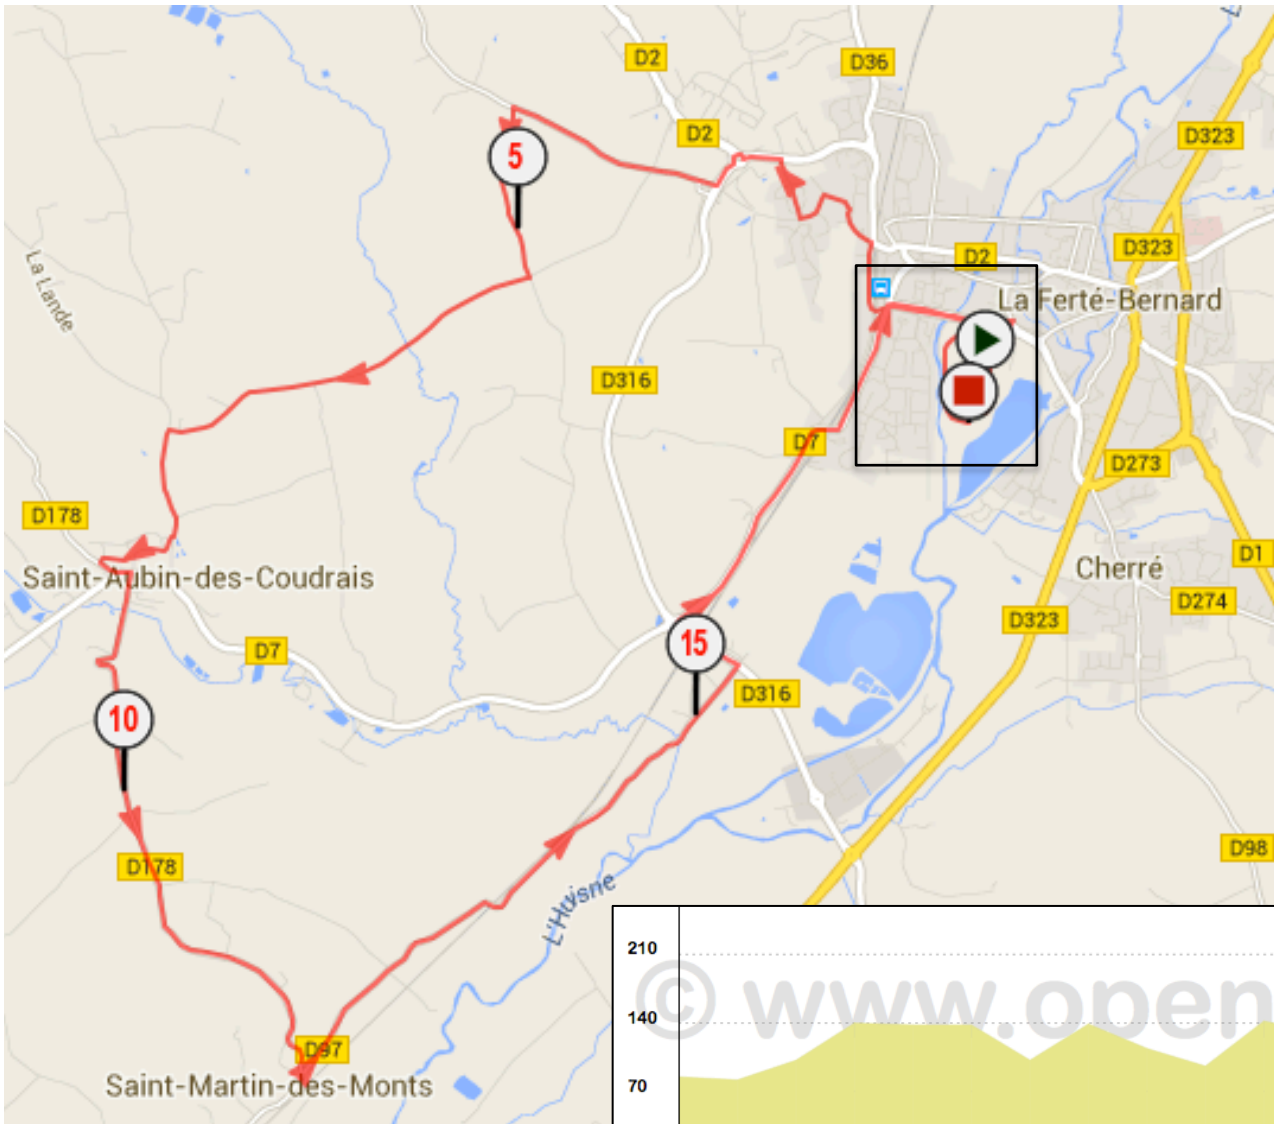 D2
D36
D2
D323
5
D323
D2
La Lande
La Ferté-Bernard
D316
D7
D273
D178
D1
Cherré
Saint-Aubin-des-Coudrais
D274
D323
D7
15
D316
10
D98
D178
L'Huisne
210
© www.open
140
D97
Saint-Martin-des-Monts
70